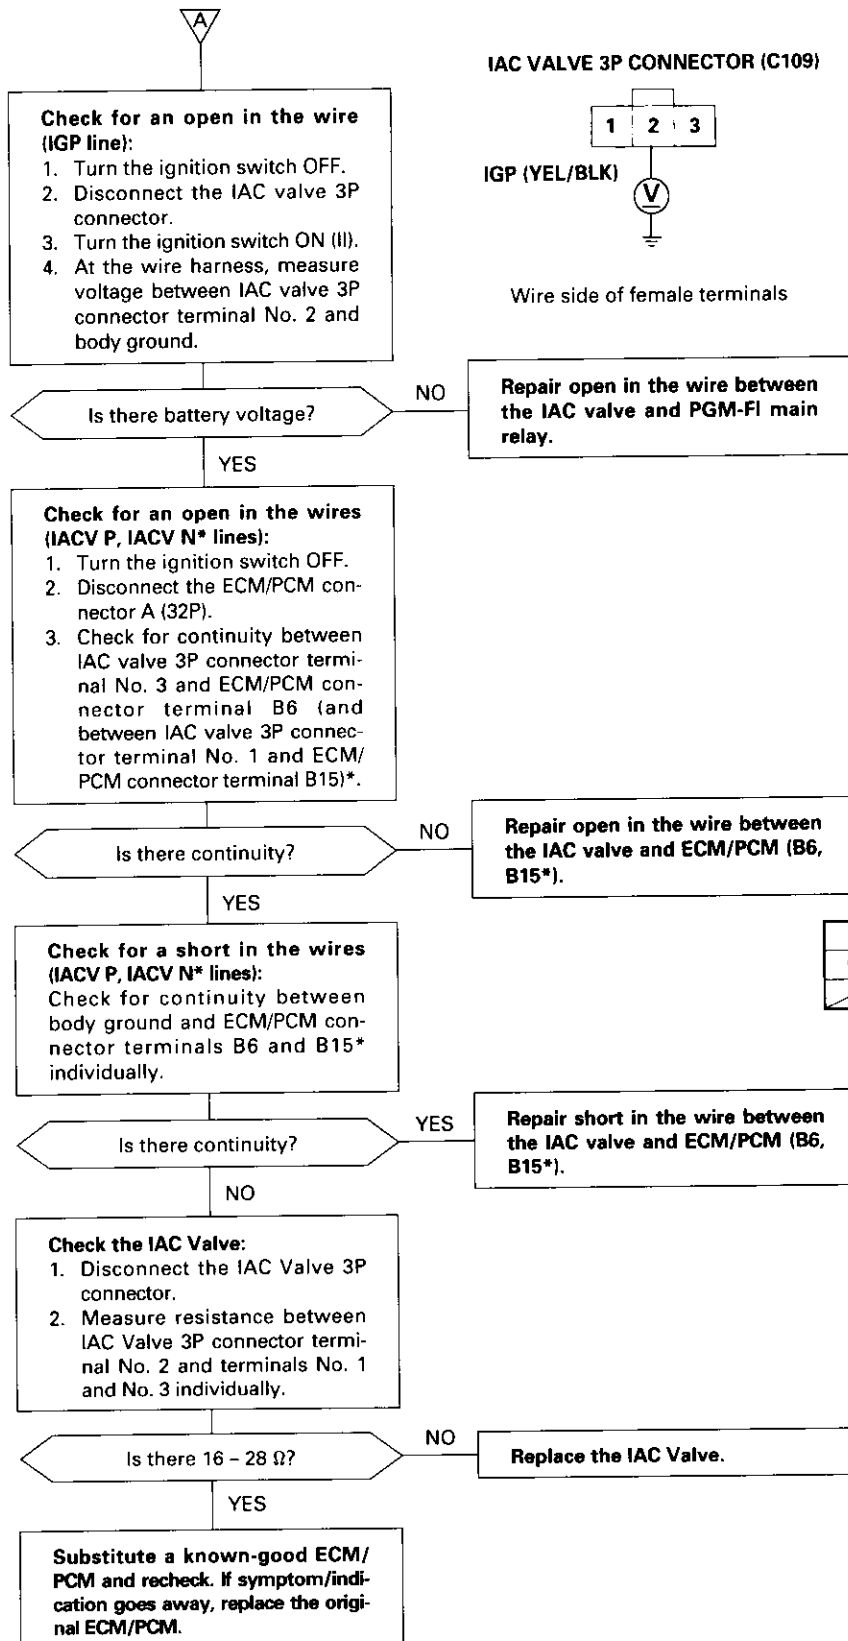 A
IAC VALVE 3P CONNECTOR (C109)
1 2 3
IGP (YEL/BLK)
V
Wire side of female terminals
Check for an open in the wire
(IGP line):
1. Turn the ignition switch OFF.
2. Disconnect the IAC valve 3P
connector.
3. Turn the ignition switch ON (II).
4. At the wire harness, measure
voltage between IAC valve 3P
connector terminal No. 2 and
body ground.
Is there battery voltage?
NO
Repair open in the wire between
the IAC valve and PGM-FI main
relay.
YES
Check for an open in the wires
(IACV P, IACV N* lines):
1. Turn the ignition switch OFF.
2. Disconnect the ECM/PCM con-
nector A (32P).
3. Check for continuity between
IAC valve 3P connector termi-
nal No. 3 and ECM/PCM con-
nector terminal B6 (and
between IAC valve 3P connec-
tor terminal No. 1 and ECM/
PCM connector terminal B15)*.
Is there continuity?
NO
Repair open in the wire between
the IAC valve and ECM/PCM (B6,
B15*).
YES
Check for a short in the wires
(IACV P, IACV N* lines):
Check for continuity between
body ground and ECM/PCM con-
nector terminals B6 and B15*
individually.
Is there continuity?
YES
Repair short in the wire between
the IAC valve and ECM/PCM (B6,
B15*).
NO
Check the IAC Valve:
1. Disconnect the IAC Valve 3P
connector.
2. Measure resistance between
IAC Valve 3P connector termi-
nal No. 2 and terminals No. 1
and No. 3 individually.
Is there 16 – 28 Ω?
NO
Replace the IAC Valve.
YES
Substitute a known-good ECM/
PCM and recheck. If symptom/indi-
cation goes away, replace the origi-
nal ECM/PCM.